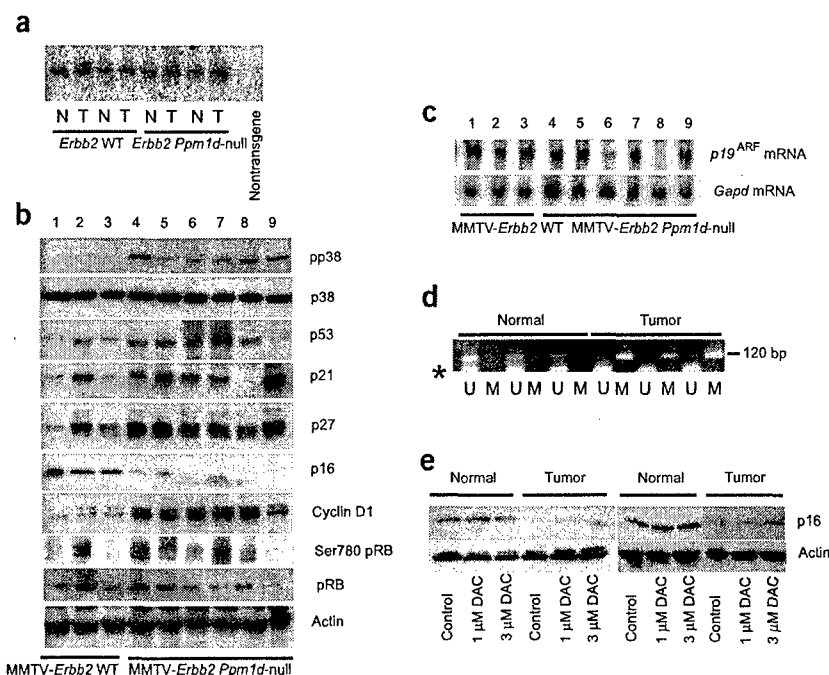 a
N T N T N T N T
Erbb2 WT Erbb2 Ppm1d-null
Nontransgene
b
1 2 3 4 5 6 7 8 9
pp38
p38
p53
p21
p27
p16
Cyclin D1
Ser780 pRB
pRB
Actin
MMTV-Erbb2 WT MMTV-Erbb2 Ppm1d-null
c
1 2 3 4 5 6 7 8 9
p19ARF mRNA
Gapd mRNA
MMTV-Erbb2 WT MMTV-Erbb2 Ppm1d-null
d
Normal Tumor
120 bp
*
U M U M U M U M U M U M
e
Normal Tumor Normal Tumor
p16
Actin
Control 1 µM DAC 3 µM DAC Control 1 µM DAC 3 µM DAC Control 1 µM DAC 3 µM DAC Control 1 µM DAC 3 µM DAC